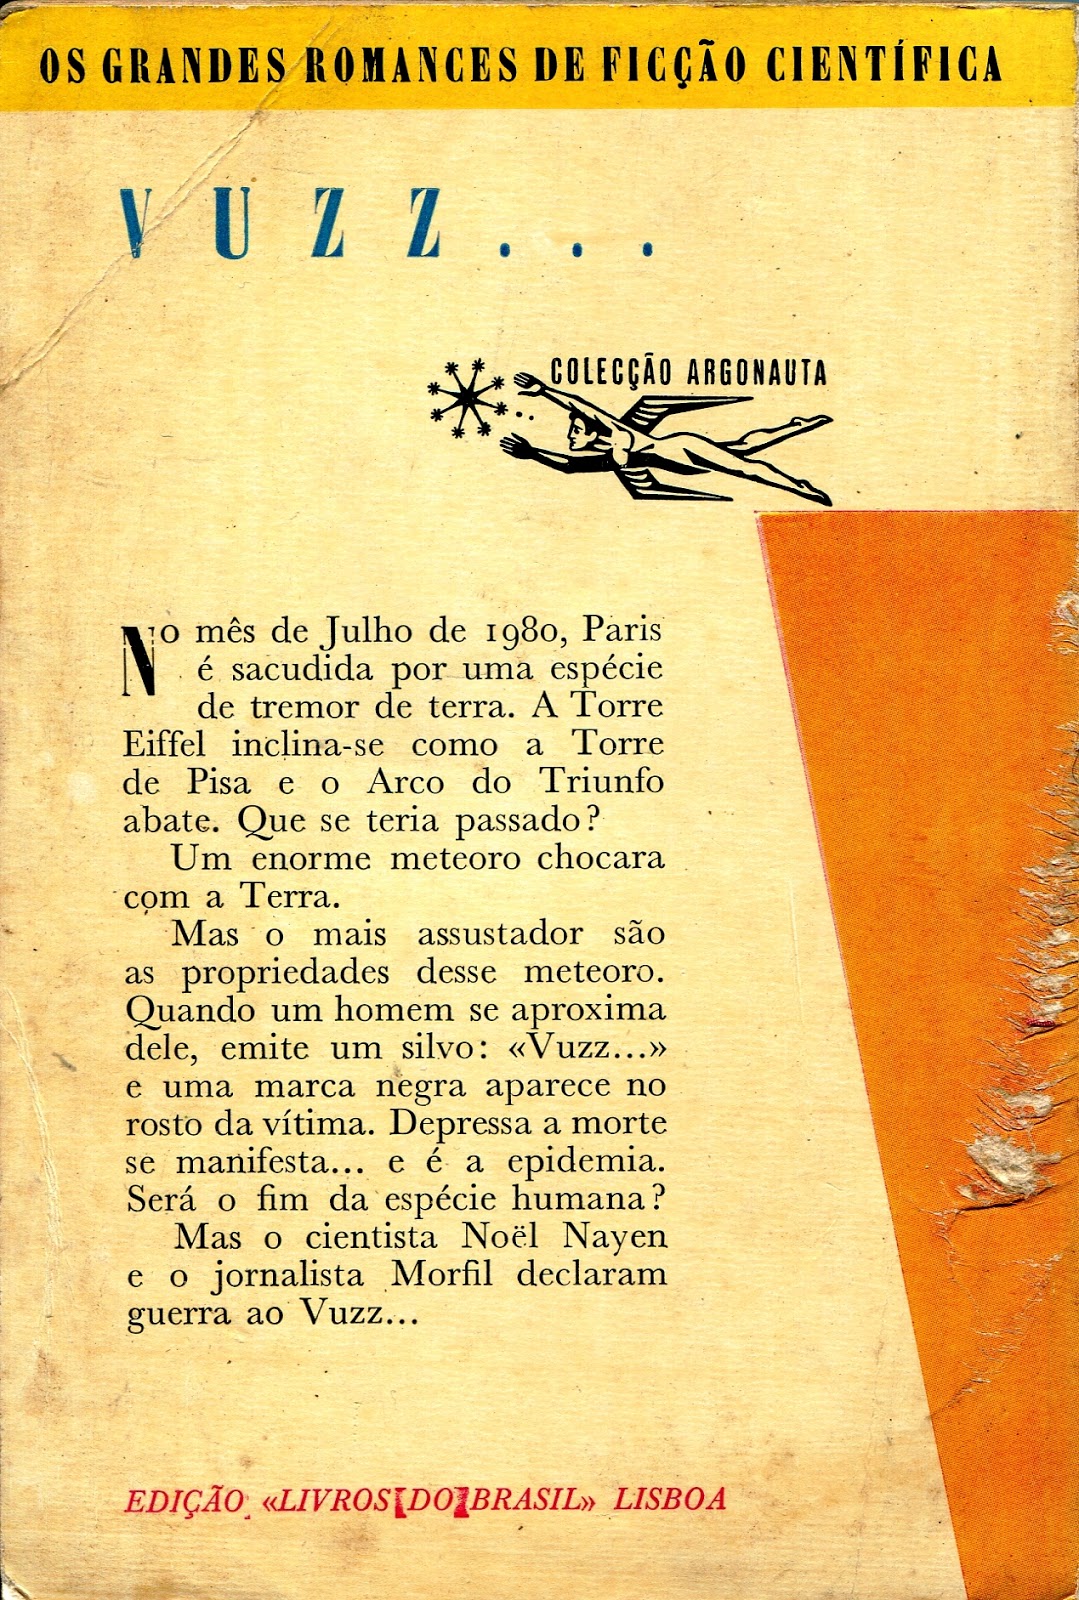 OS GRANDES ROMANCES DE FICÇÃO CIENTÍFICA
VUZZ...
COLECÇÃO ARGONAUTA
No mês de Julho de 1980, Paris
é sacudida por uma espécie
de tremor de terra. A Torre
Eiffel inclina-se como a Torre
de Pisa e o Arco do Triunfo
abate. Que se teria passado?
Um enorme meteoro chocara
com a Terra.
Mas o mais assustador são
as propriedades desse meteoro.
Quando um homem se aproxima
dele, emite um silvo: «Vuzz...»
e uma marca negra aparece no
rosto da vítima. Depressa a morte
se manifesta... e é a epidemia.
Será o fim da espécie humana?
Mas o cientista Noël Nayen
e o jornalista Morfil declaram
guerra ao Vuzz...
EDIÇÃO «LIVROS[DO]BRASIL» LISBOA